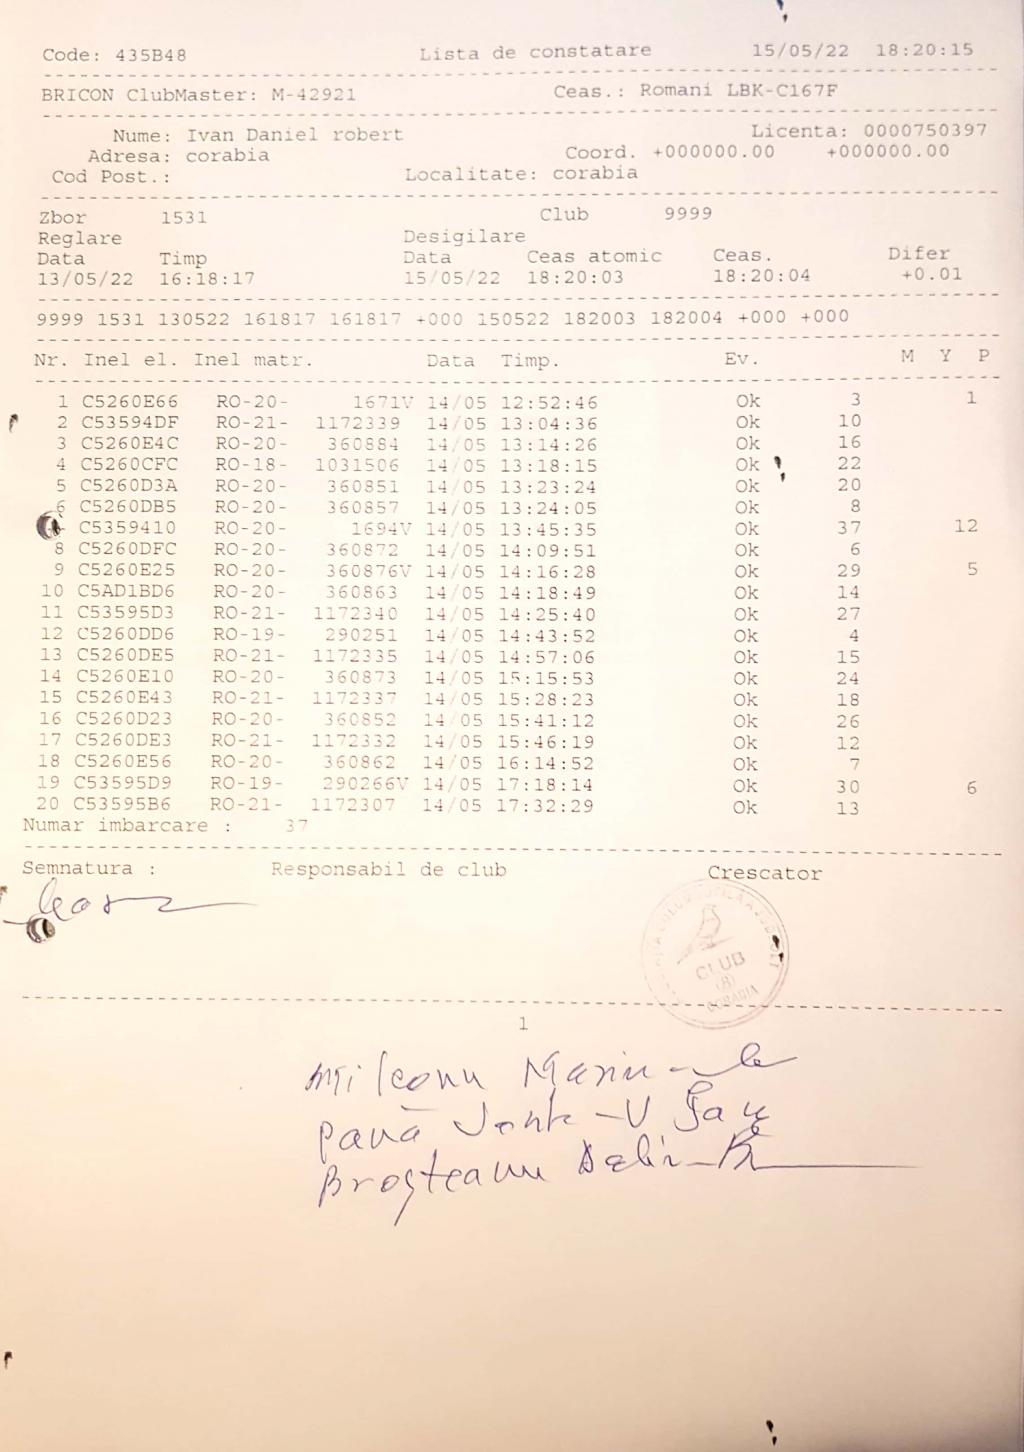 Code: 435B48 Lista de constatare 15/05/22 18:20:15
BRICON ClubMaster: M-42921 Ceas.: Romani LBK-C167F
Nume: Ivan Daniel robert Licenta: 0000750397
Adresa: corabia Coord. +000000.00 +000000.00
Cod Post.: Localitate: corabia
Zbor 1531 Club 9999
Reglare Desigilare
Data Timp Data Ceas atomic Ceas. Difer
13/05/22 16:18:17 15/05/22 18:20:03 18:20:04 +0.01
9999 1531 130522 161817 161817 +000 150522 182003 182004 +000 +000
Nr. Inel el. Inel matr. Data Timp. Ev. M Y P
1 C5260E66 RO-20- 1671V 14/05 12:52:46 Ok 3 1
2 C53594DF RO-21- 1172339 14/05 13:04:36 Ok 10
3 C5260E4C RO-20- 360884 14/05 13:14:26 Ok 16
4 C5260CFC RO-18- 1031506 14/05 13:18:15 Ok 22
5 C5260D3A RO-20- 360851 14/05 13:23:24 Ok 20
6 C5260DB5 RO-20- 360857 14/05 13:24:05 Ok 8
C5359410 RO-20- 1694V 14/05 13:45:35 Ok 37 12
8 C5260DFC RO-20- 360872 14/05 14:09:51 Ok 6
9 C5260E25 RO-20- 360876V 14/05 14:16:28 Ok 29 5
10 C5AD1BD6 RO-20- 360863 14/05 14:18:49 Ok 14
11 C53595D3 RO-21- 1172340 14/05 14:25:40 Ok 27
12 C5260DD6 RO-19- 290251 14/05 14:43:52 Ok 4
13 C5260DE5 RO-21- 1172335 14/05 14:57:06 Ok 15
14 C5260E10 RO-20- 360873 14/05 15:15:53 Ok 24
15 C5260E43 RO-21- 1172337 14/05 15:28:23 Ok 18
16 C5260D23 RO-20- 360852 14/05 15:41:12 Ok 26
17 C5260DE3 RO-21- 1172332 14/05 15:46:19 Ok 12
18 C5260E56 RO-20- 360862 14/05 16:14:52 Ok 7
19 C53595D9 RO-19- 290266V 14/05 17:18:14 Ok 30 6
20 C53595B6 RO-21- 1172307 14/05 17:32:29 Ok 13
Numar imbarcare : 37
Semnatura : Responsabil de club Crescator
CLUB
(8)
CORABIA
1
Mileanu Marin
Pană
Broșteanu